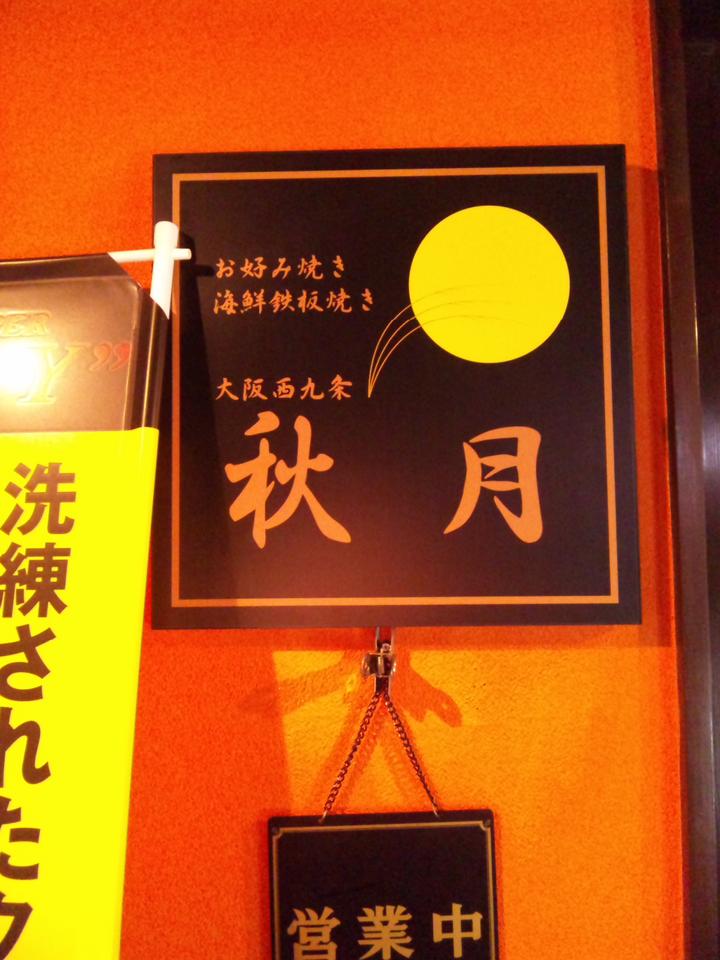 お好み焼き
海鮮鉄板焼き
大阪西九条
秋月
営業中
洗練されたク